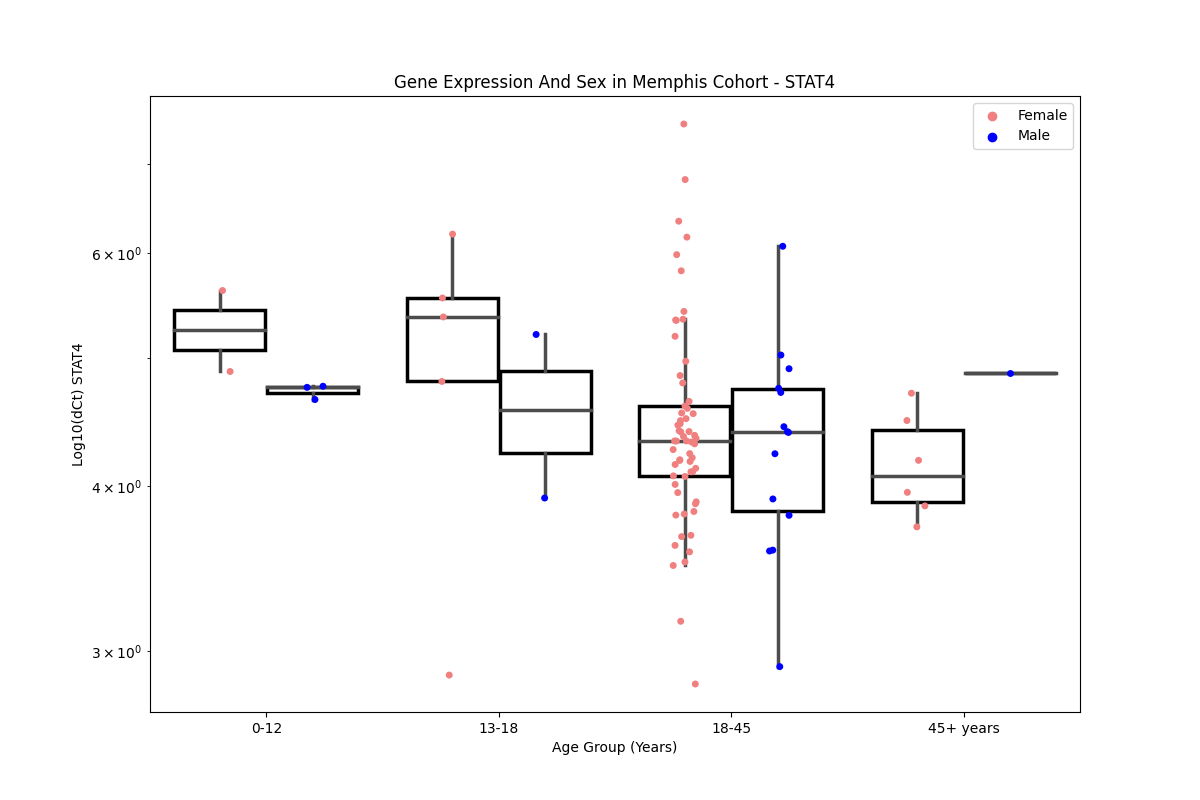 Gene Expression And Sex in Memphis Cohort - STAT4
Female
Male
6 × 10⁰
4 × 10⁰
3 × 10⁰
Log10(dCt) STAT4
0-12
13-18
18-45
45+ years
Age Group (Years)